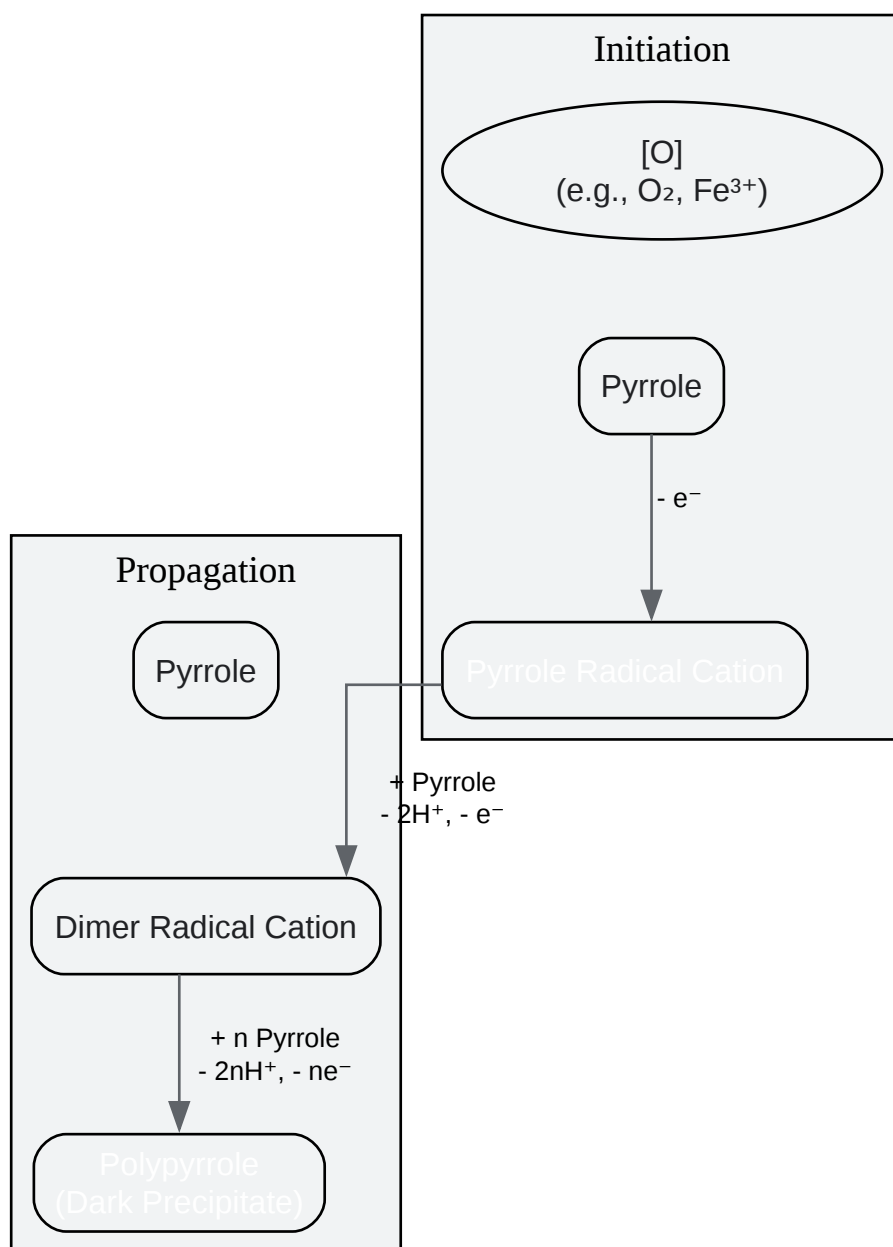 Initiation
[O]
(e.g., O₂, Fe³⁺)
Pyrrole
- e⁻
Pyrrole Radical Cation
Propagation
Pyrrole
+ Pyrrole
- 2H⁺, - e⁻
Dimer Radical Cation
+ n Pyrrole
- 2nH⁺, - ne⁻
Polypyrrole
(Dark Precipitate)